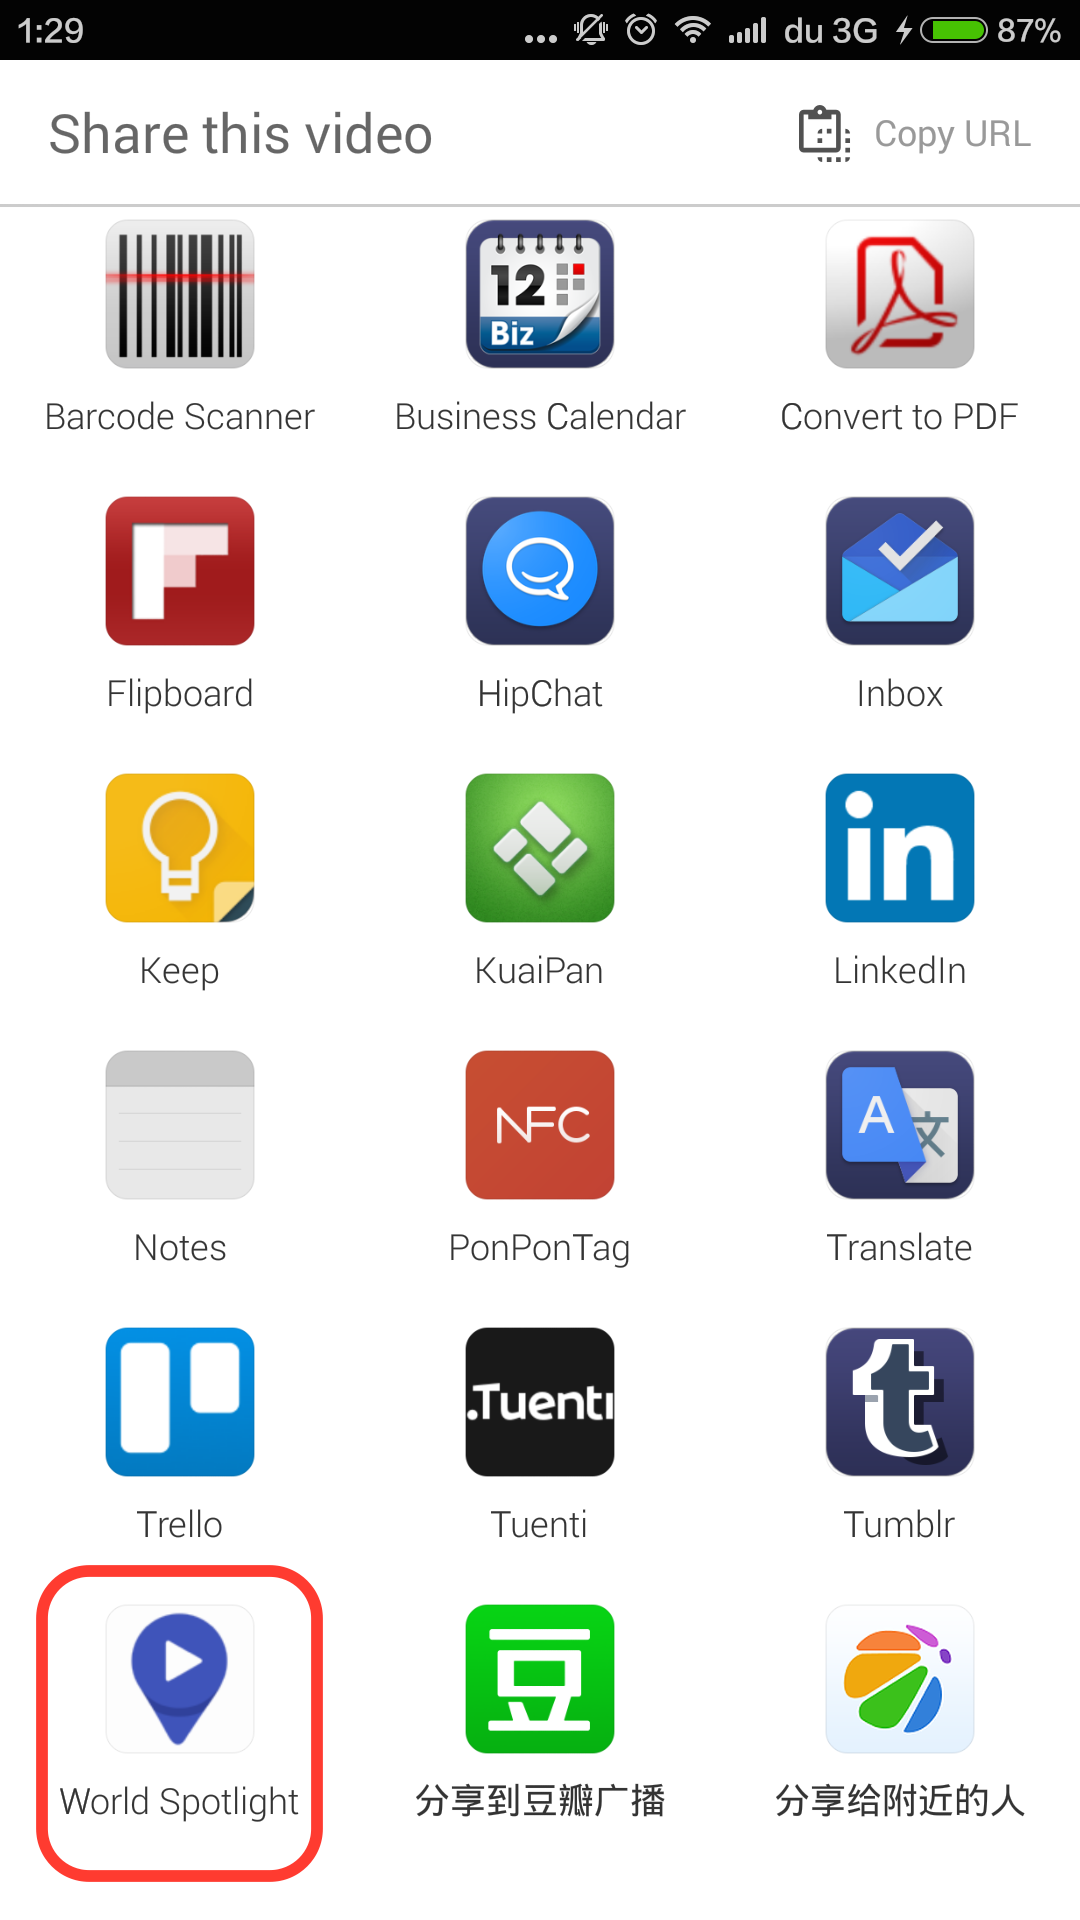 1:29
... du 3G 87%
Share this video
Copy URL
12
Biz
Barcode Scanner
Business Calendar
Convert to PDF
Flipboard
HipChat
Inbox
in
Keep
KuaiPan
LinkedIn
NFC
A 文
Notes
PonPonTag
Translate
.Tuenti
t
Trello
Tuenti
Tumblr
豆
World Spotlight
分享到豆瓣广播
分享给附近的人